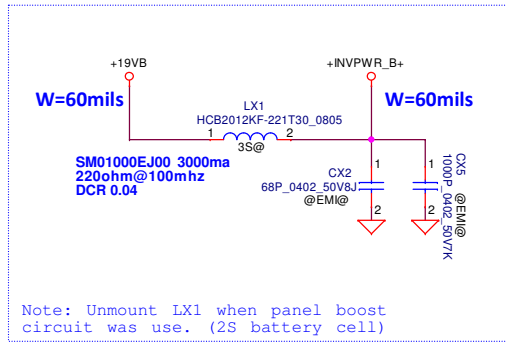 +19VB
+INVPWR_B+
W=60mils
W=60mils
LX1
HCB2012KF-221T30_0805
1
2
3S@
SM01000EJ00 3000ma
220ohm@100mhz
DCR 0.04
CX2
68P_0402_50V8J
@EMI@
1
2
1
2
CX5
1000P_0402_50V7K
@EMI@
Note: Unmount LX1 when panel boost
circuit was use. (2S battery cell)